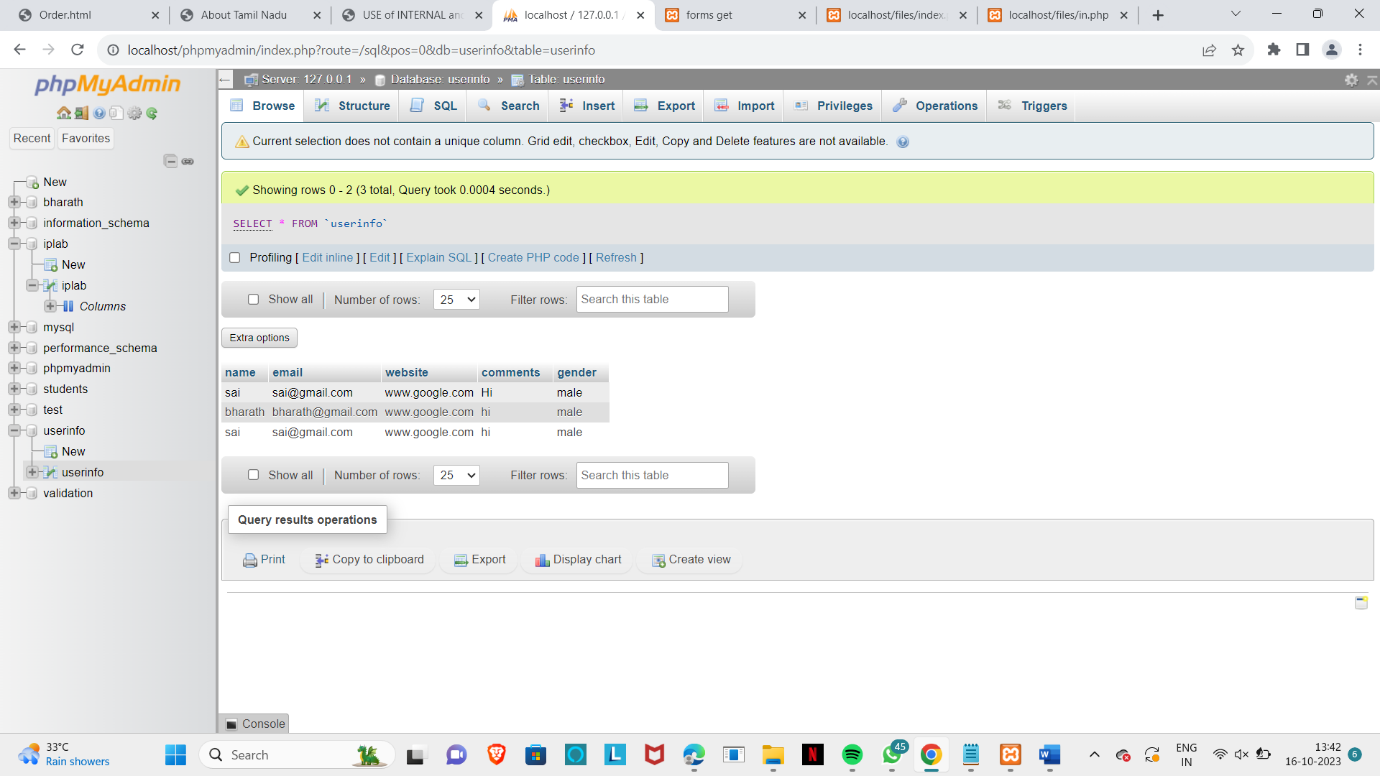 Order.html
About Tamil Nadu
USE of INTERNAL an
localhost / 127.0.0.1 /
forms get
localhost/files/index.
localhost/files/in.php
localhost/phpmyadmin/index.php?route=/sql&pos=0&db=userinfo&table=userinfo
phpMyAdmin
Recent
Favorites
New
bharath
information_schema
iplab
New
iplab
Columns
mysql
performance_schema
phpmyadmin
students
test
userinfo
New
userinfo
validation
Server: 127.0.0.1 » Database: userinfo » Table: userinfo
Browse Structure SQL Search Insert Export Import Privileges Operations Triggers
Current selection does not contain a unique column. Grid edit, checkbox, Edit, Copy and Delete features are not available.
Showing rows 0 - 2 (3 total, Query took 0.0004 seconds.)
SELECT * FROM `userinfo`
Profiling [ Edit inline ] [ Edit ] [ Explain SQL ] [ Create PHP code ] [ Refresh ]
Show all Number of rows: 25 Filter rows: Search this table
Extra options
name email website comments gender
sai sai@gmail.com www.google.com Hi male
bharath bharath@gmail.com www.google.com hi male
sai sai@gmail.com www.google.com hi male
Show all Number of rows: 25 Filter rows: Search this table
Query results operations
Print Copy to clipboard Export Display chart Create view
Console
33°C
Rain showers
Search
45
ENG
IN
13:42
16-10-2023
6